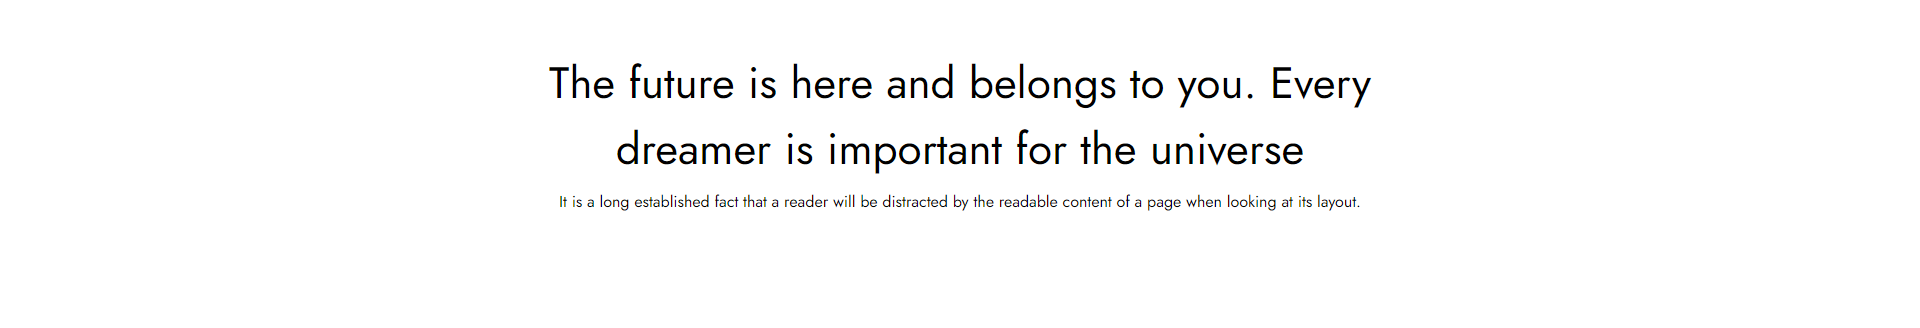 The future is here and belongs to you. Every
dreamer is important for the universe
It is a long established fact that a reader will be distracted by the readable content of a page when looking at its layout.